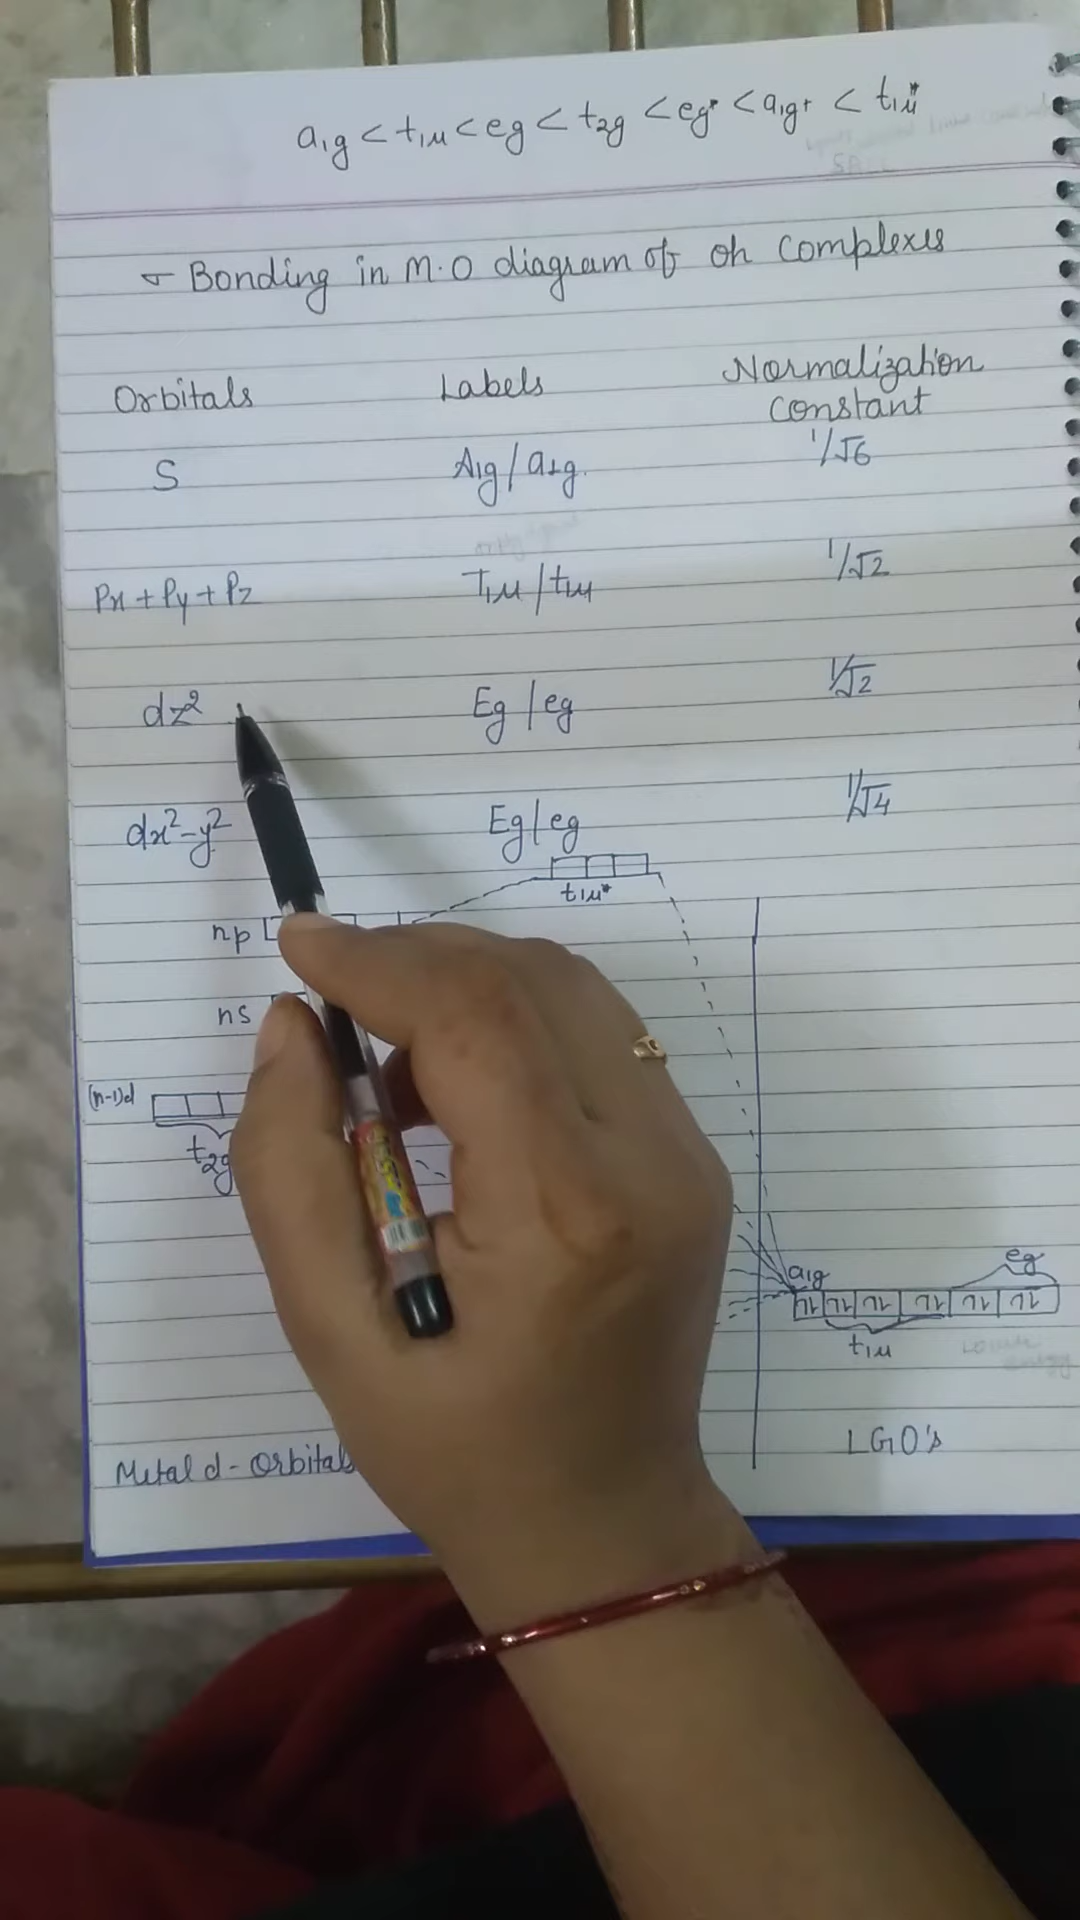 a1g < t1u < eg < t2g < eg* < a1g* < t1u*
σ Bonding in M.O diagram of oh Complexes
Orbitals Labels Normalization Constant
S A1g/a1g. 1/√6
Px + Py + Pz T1u/t1u 1/√2
dz² Eg/eg 1/√2
dx²-y² Eg/eg 1/√4
t1u*
np
ns
(n-1)d
t2g
a1g eg
t1u
LGO's
Metal d-Orbitals